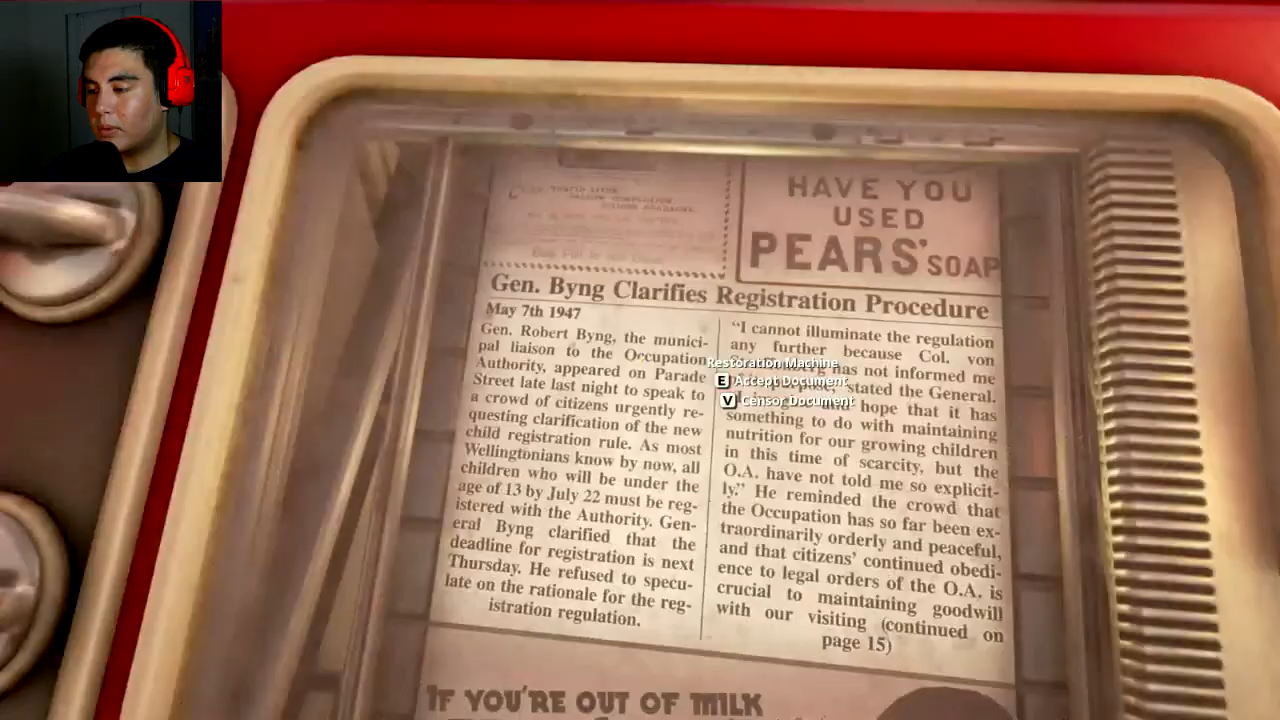 HAVE YOU
USED
PEARS' SOAP
Gen. Byng Clarifies Registration Procedure
May 7th 1947
Gen. Robert Byng, the munici-
pal liaison to the Occupation
Authority, appeared on Parade
Street late last night to speak to
a crowd of citizens urgently re-
questing clarification of the new
child registration rule. As most
Wellingtonians know by now, all
children who will be under the
age of 13 by July 22 must be reg-
istered with the Authority. Gen-
eral Byng clarified that the
deadline for registration is next
Thursday. He refused to specu-
late on the rationale for the reg-
istration regulation.
"I cannot illuminate the regulation
any further because Col. von
has not informed me
stated the General.
hope that it has
something to do with maintaining
nutrition for our growing children
in this time of scarcity, but the
O.A. have not told me so explicit-
ly." He reminded the crowd that
the Occupation has so far been ex-
traordinarily orderly and peaceful,
and that citizens' continued obedi-
ence to legal orders of the O.A. is
crucial to maintaining goodwill
with our visiting (continued on
page 15)
Restoration Machine
E Accept Document
V Censor Document
IF YOU'RE OUT OF MILK